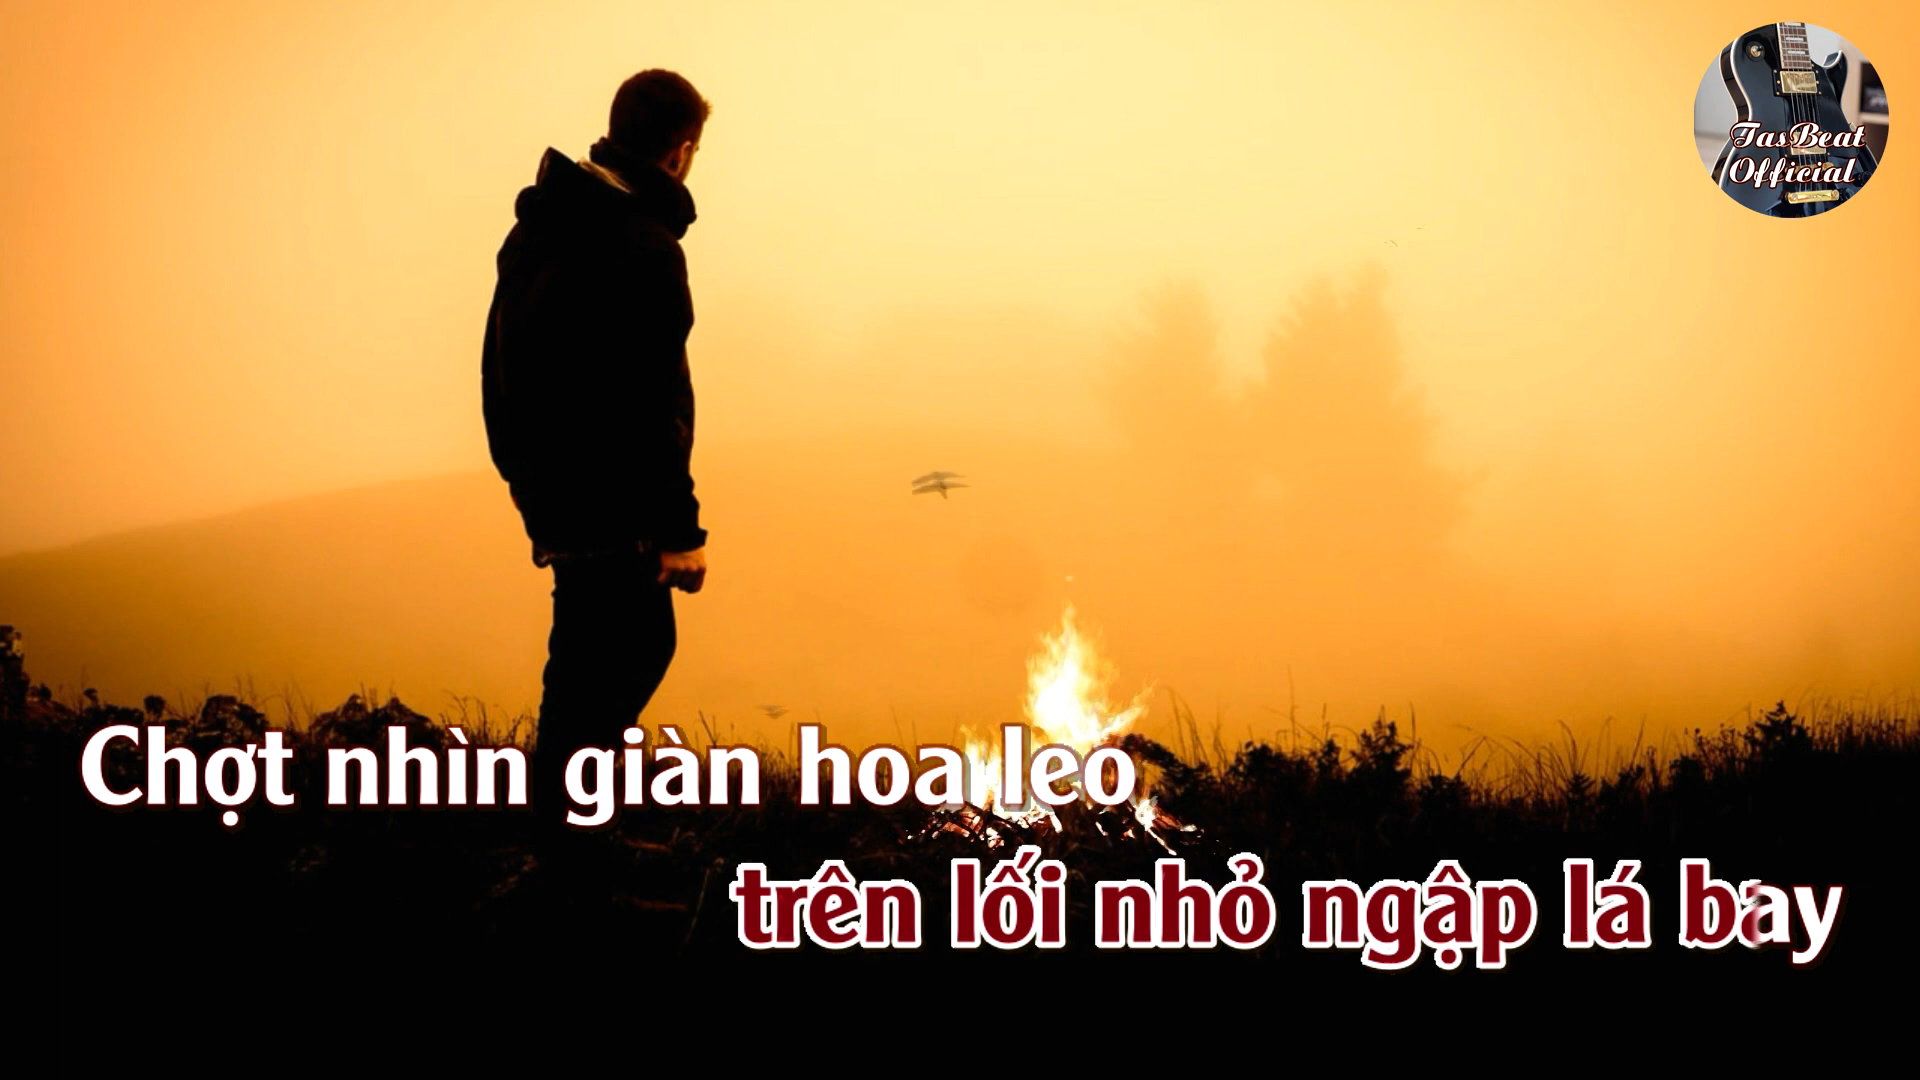 TasBeat
Official
Chợt nhìn giàn hoa leo
trên lối nhỏ ngập lá bay